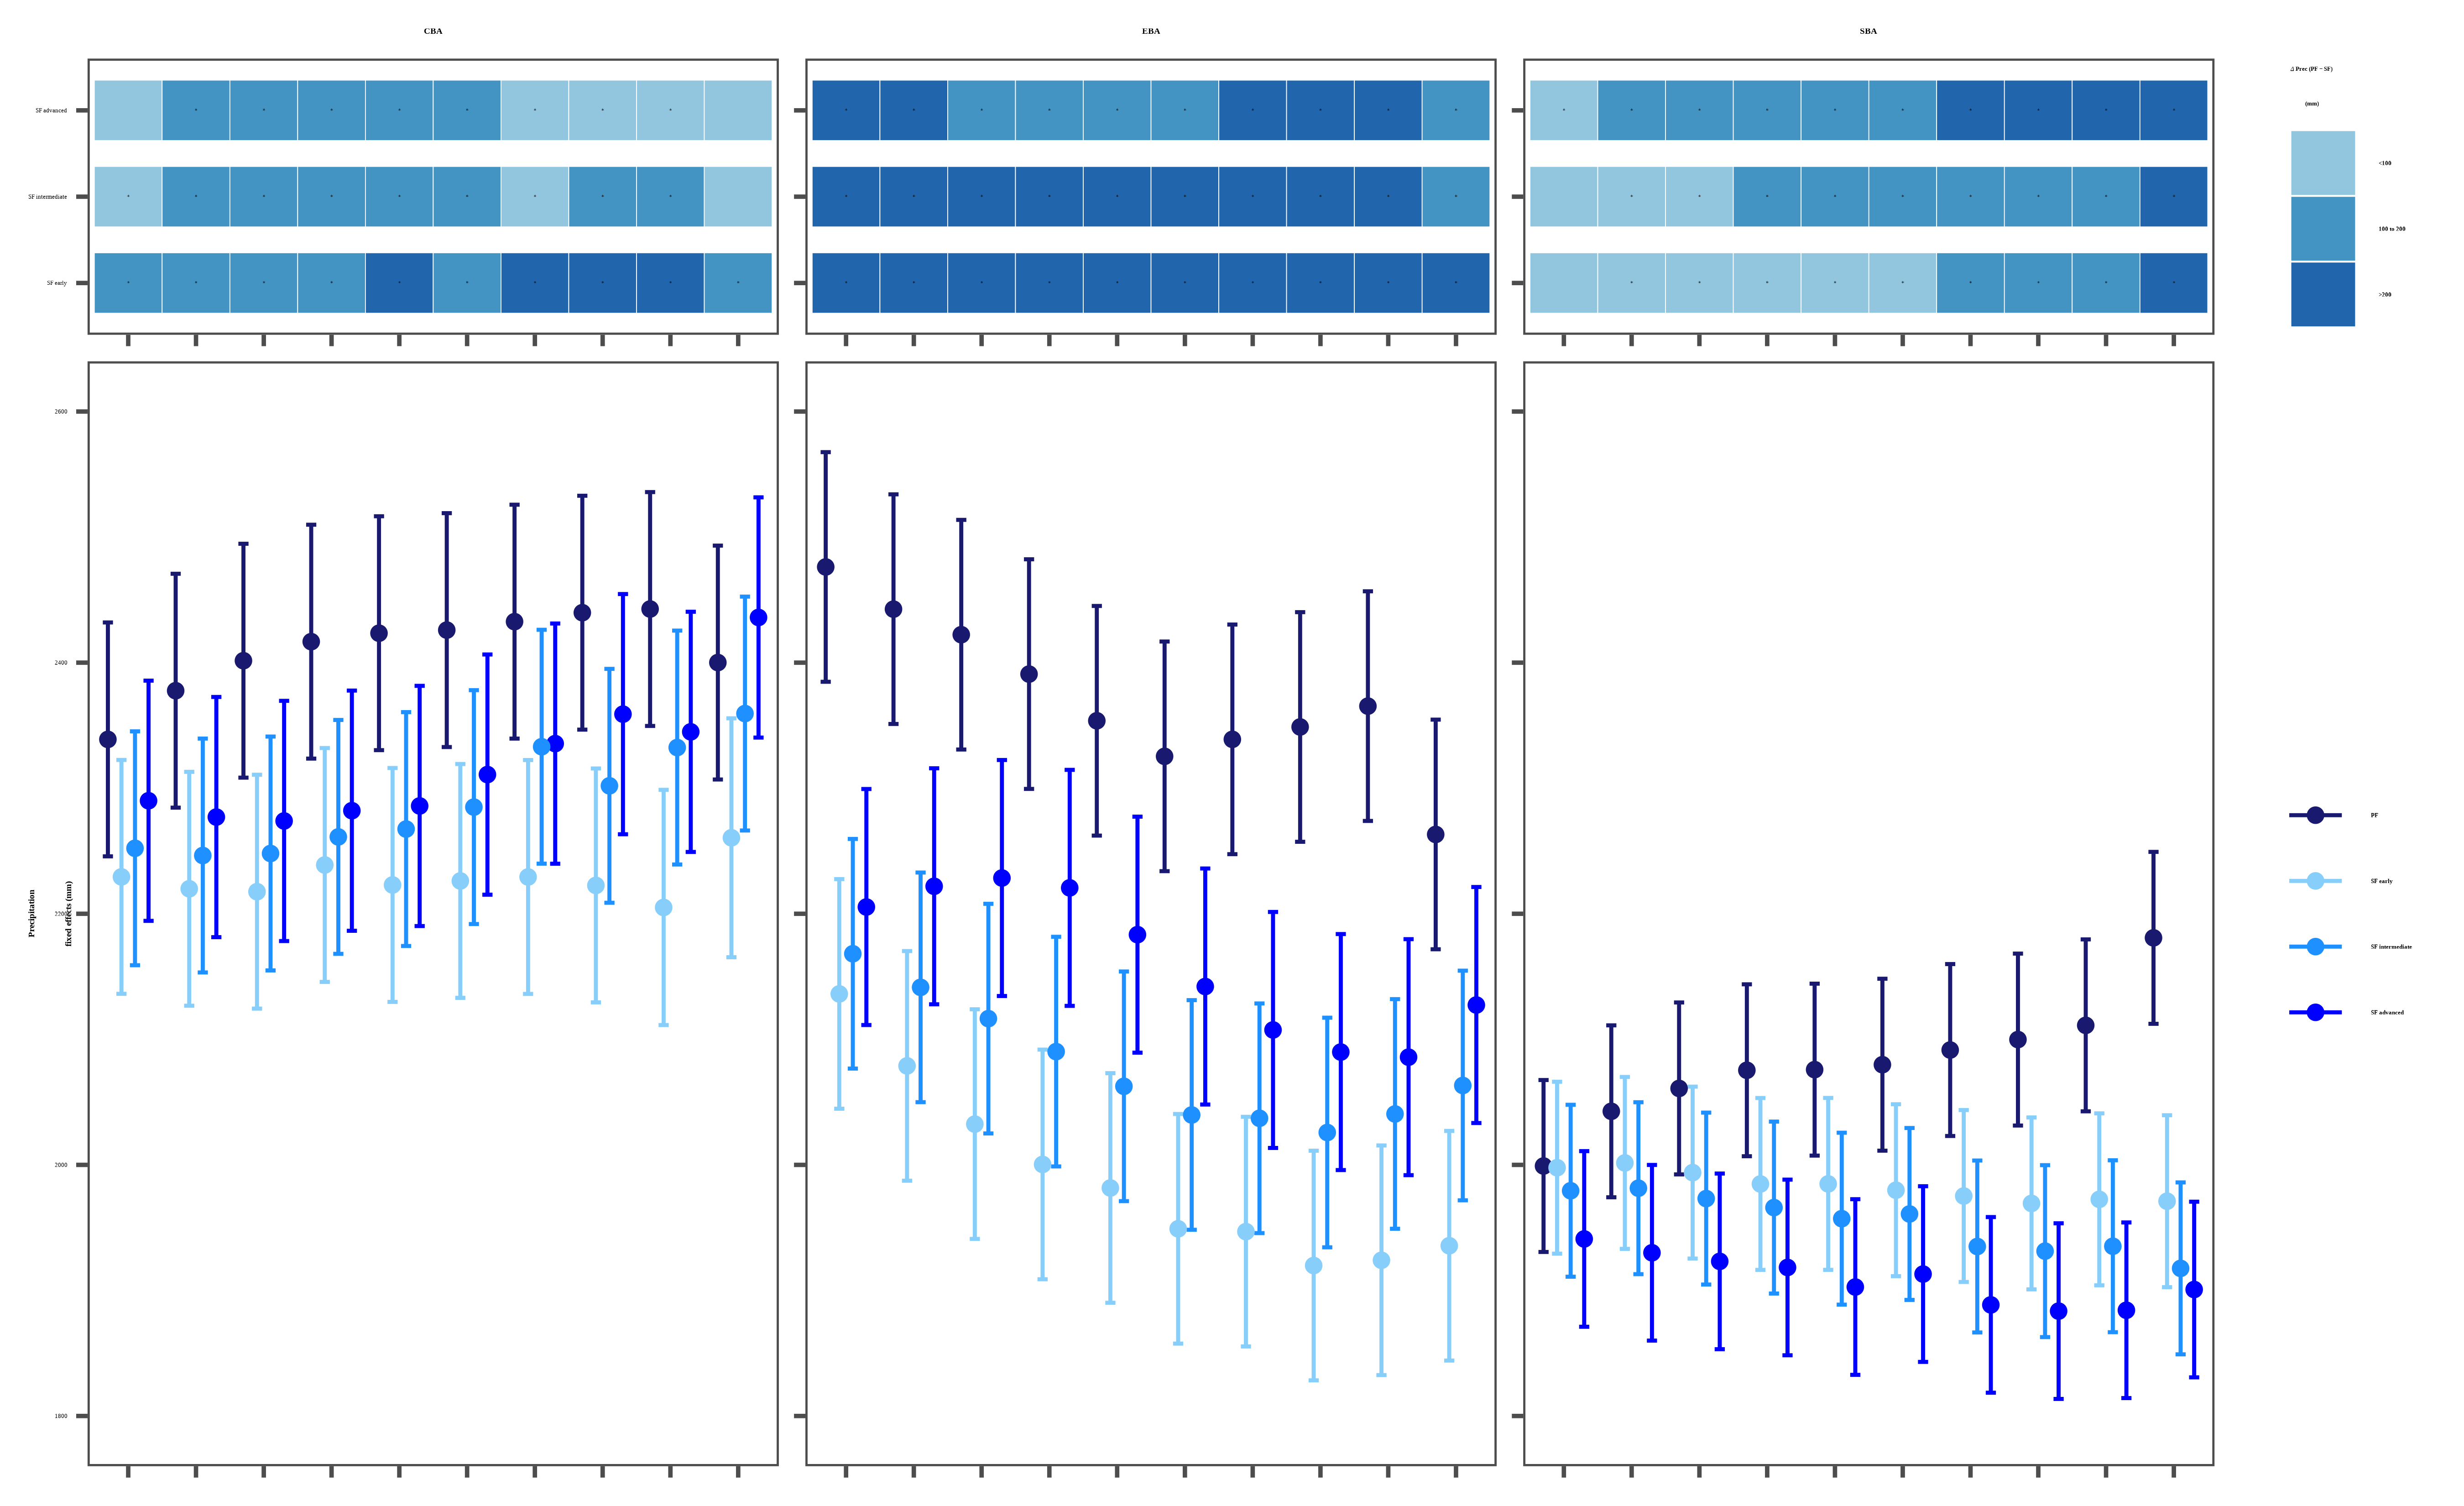 CBA
EBA
SBA
SF advanced
SF intermediate
SF early
Δ Prec (PF − SF)
(mm)
<100
100 to 200
>200
2600
2400
2200
2000
1800
Precipitation
fixed effects (mm)
PF
SF early
SF intermediate
SF advanced